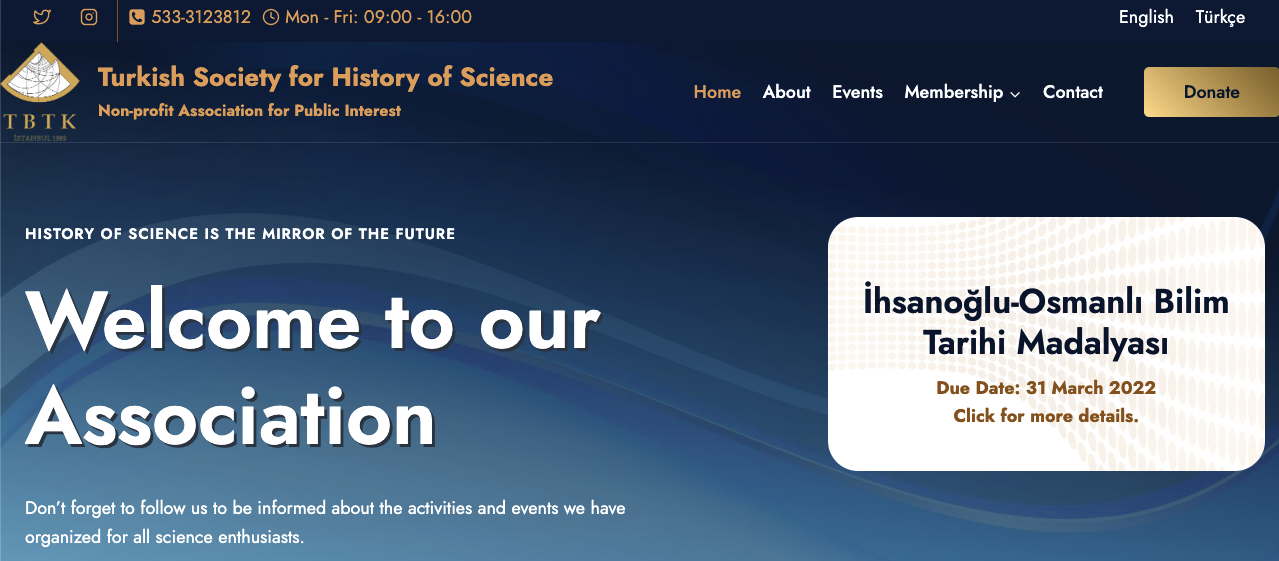 533-3123812 Mon - Fri: 09:00 - 16:00 English Türkçe
Turkish Society for History of Science
Non-profit Association for Public Interest
TBTK
İSTANBUL 1989
Home About Events Membership Contact Donate
HISTORY OF SCIENCE IS THE MIRROR OF THE FUTURE
Welcome to our
Association
Don't forget to follow us to be informed about the activities and events we have
organized for all science enthusiasts.
İhsanoğlu-Osmanlı Bilim
Tarihi Madalyası
Due Date: 31 March 2022
Click for more details.